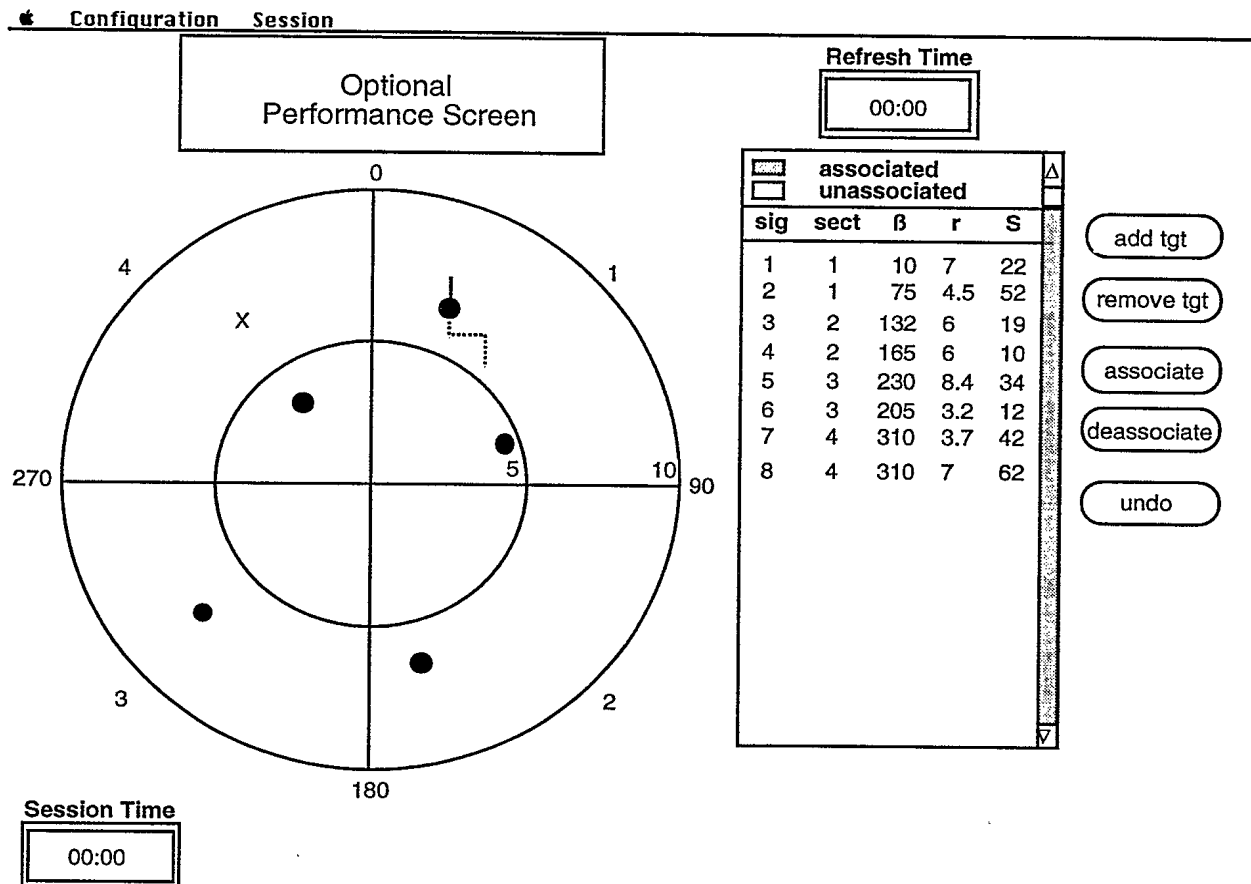 Configuration Session
Optional
Performance Screen
Refresh Time
00:00
0
4
1
X
5
10
270
90
3
2
180
associated
unassociated
sig sect ß r S
1 1 10 7 22
2 1 75 4.5 52
3 2 132 6 19
4 2 165 6 10
5 3 230 8.4 34
6 3 205 3.2 12
7 4 310 3.7 42
8 4 310 7 62
add tgt
remove tgt
associate
deassociate
undo
Session Time
00:00